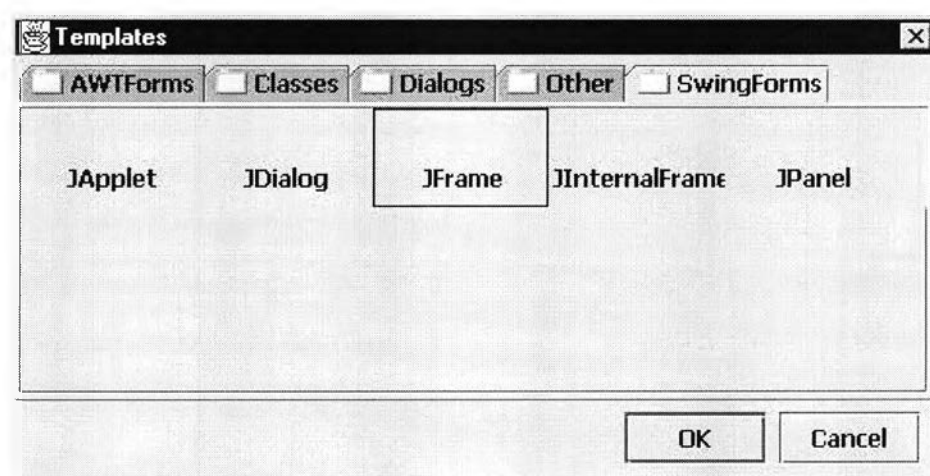 Templates
AWTForms Classes Dialogs Other SwingForms
JApplet JDialog JFrame JInternalFrame JPanel
OK Cancel